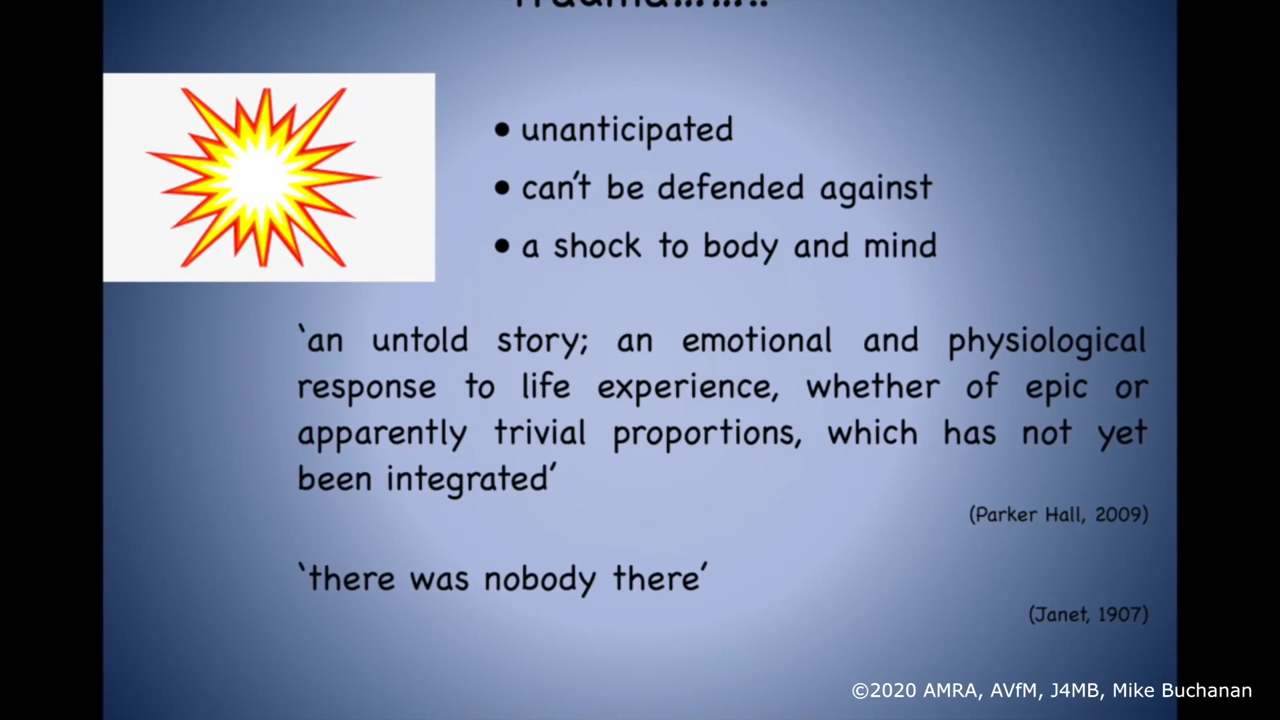 Trauma........
• unanticipated
• can't be defended against
• a shock to body and mind
‘an untold story; an emotional and physiological
response to life experience, whether of epic or
apparently trivial proportions, which has not yet
been integrated’
(Parker Hall, 2009)
‘there was nobody there’
(Janet, 1907)
©2020 AMRA, AVfM, J4MB, Mike Buchanan